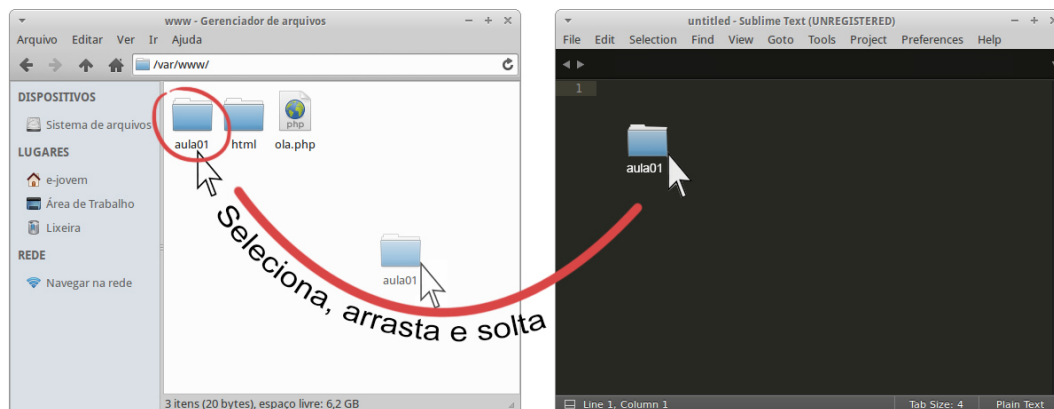 www - Gerenciador de arquivos
Arquivo Editar Ver Ir Ajuda
/var/www/
DISPOSITIVOS
Sistema de arquivos
LUGARES
e-jovem
Área de Trabalho
Lixeira
REDE
Navegar na rede
aula01 html ola.php
php
aula01
Seleciona, arrasta e solta
3 itens (20 bytes), espaço livre: 6,2 GB
untitled - Sublime Text (UNREGISTERED)
File Edit Selection Find View Goto Tools Project Preferences Help
1
aula01
Line 1, Column 1 Tab Size: 4 Plain Text